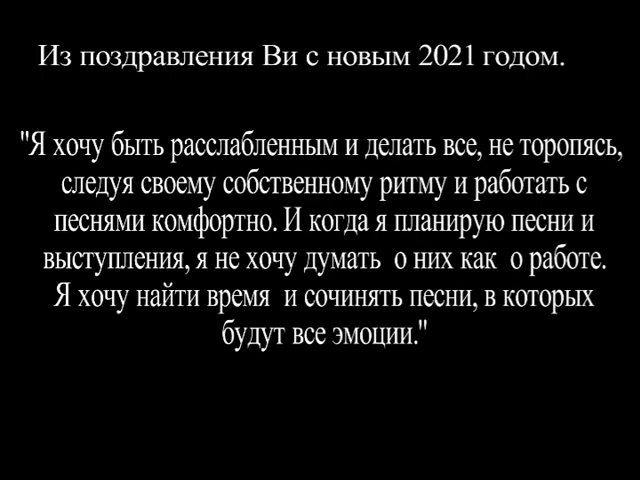 Из поздравления Ви с новым 2021 годом.
"Я хочу быть расслабленным и делать все, не торопясь,
следуя своему собственному ритму и работать с
песнями комфортно. И когда я планирую песни и
выступления, я не хочу думать о них как о работе.
Я хочу найти время и сочинять песни, в которых
будут все эмоции."